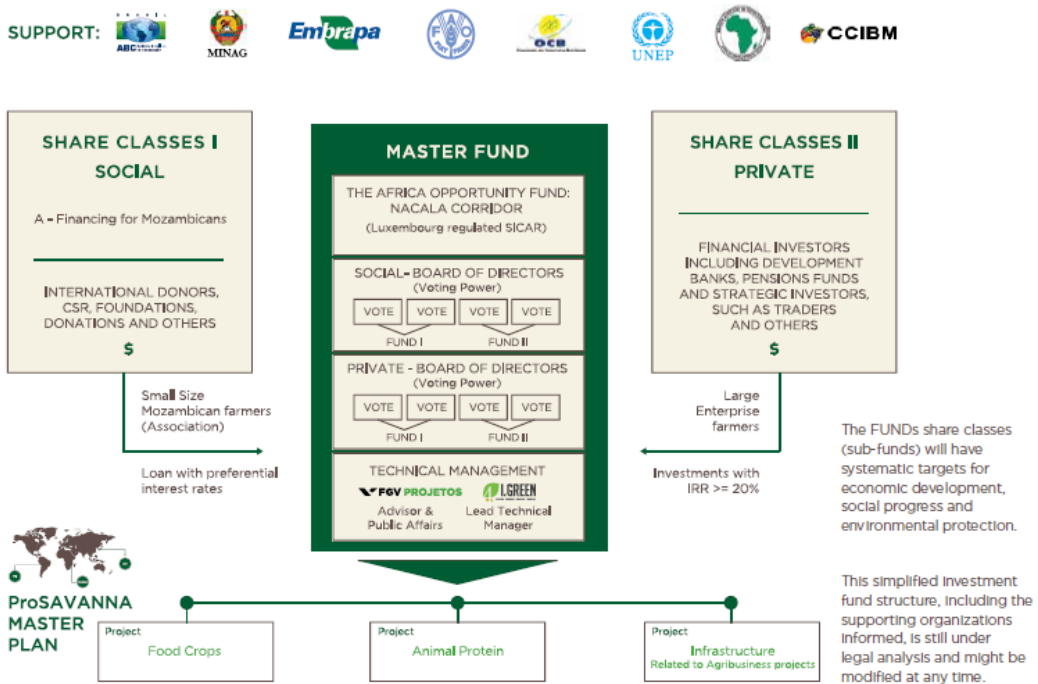 SUPPORT:
ABC
MINAG
Embrapa
FAO
FIAT PANIS
OCB
UNEP
CCIBM
SHARE CLASSES I
SOCIAL
A - Financing for Mozambicans
INTERNATIONAL DONORS,
CSR, FOUNDATIONS,
DONATIONS AND OTHERS
$
Small Size
Mozambican farmers
(Association)
Loan with preferential
interest rates
MASTER FUND
THE AFRICA OPPORTUNITY FUND:
NACALA CORRIDOR
(Luxembourg regulated SICAR)
SOCIAL- BOARD OF DIRECTORS
(Voting Power)
VOTE VOTE VOTE VOTE
FUND I FUND II
PRIVATE - BOARD OF DIRECTORS
(Voting Power)
VOTE VOTE VOTE VOTE
FUND I FUND II
TECHNICAL MANAGEMENT
FGV PROJETOS
Advisor &
Public Affairs
4I.GREEN
Lead Technical
Manager
SHARE CLASSES II
PRIVATE
FINANCIAL INVESTORS
INCLUDING DEVELOPMENT
BANKS, PENSIONS FUNDS
AND STRATEGIC INVESTORS,
SUCH AS TRADERS
AND OTHERS
$
Large
Enterprise
farmers
Investments with
IRR >= 20%
The FUNDs share classes
(sub-funds) will have
systematic targets for
economic development,
social progress and
environmental protection.
This simplified investment
fund structure, including the
supporting organizations
informed, is still under
legal analysis and might be
modified at any time.
ProSAVANNA
MASTER
PLAN
Project
Food Crops
Project
Animal Protein
Project
Infrastructure
Related to Agribusiness projects